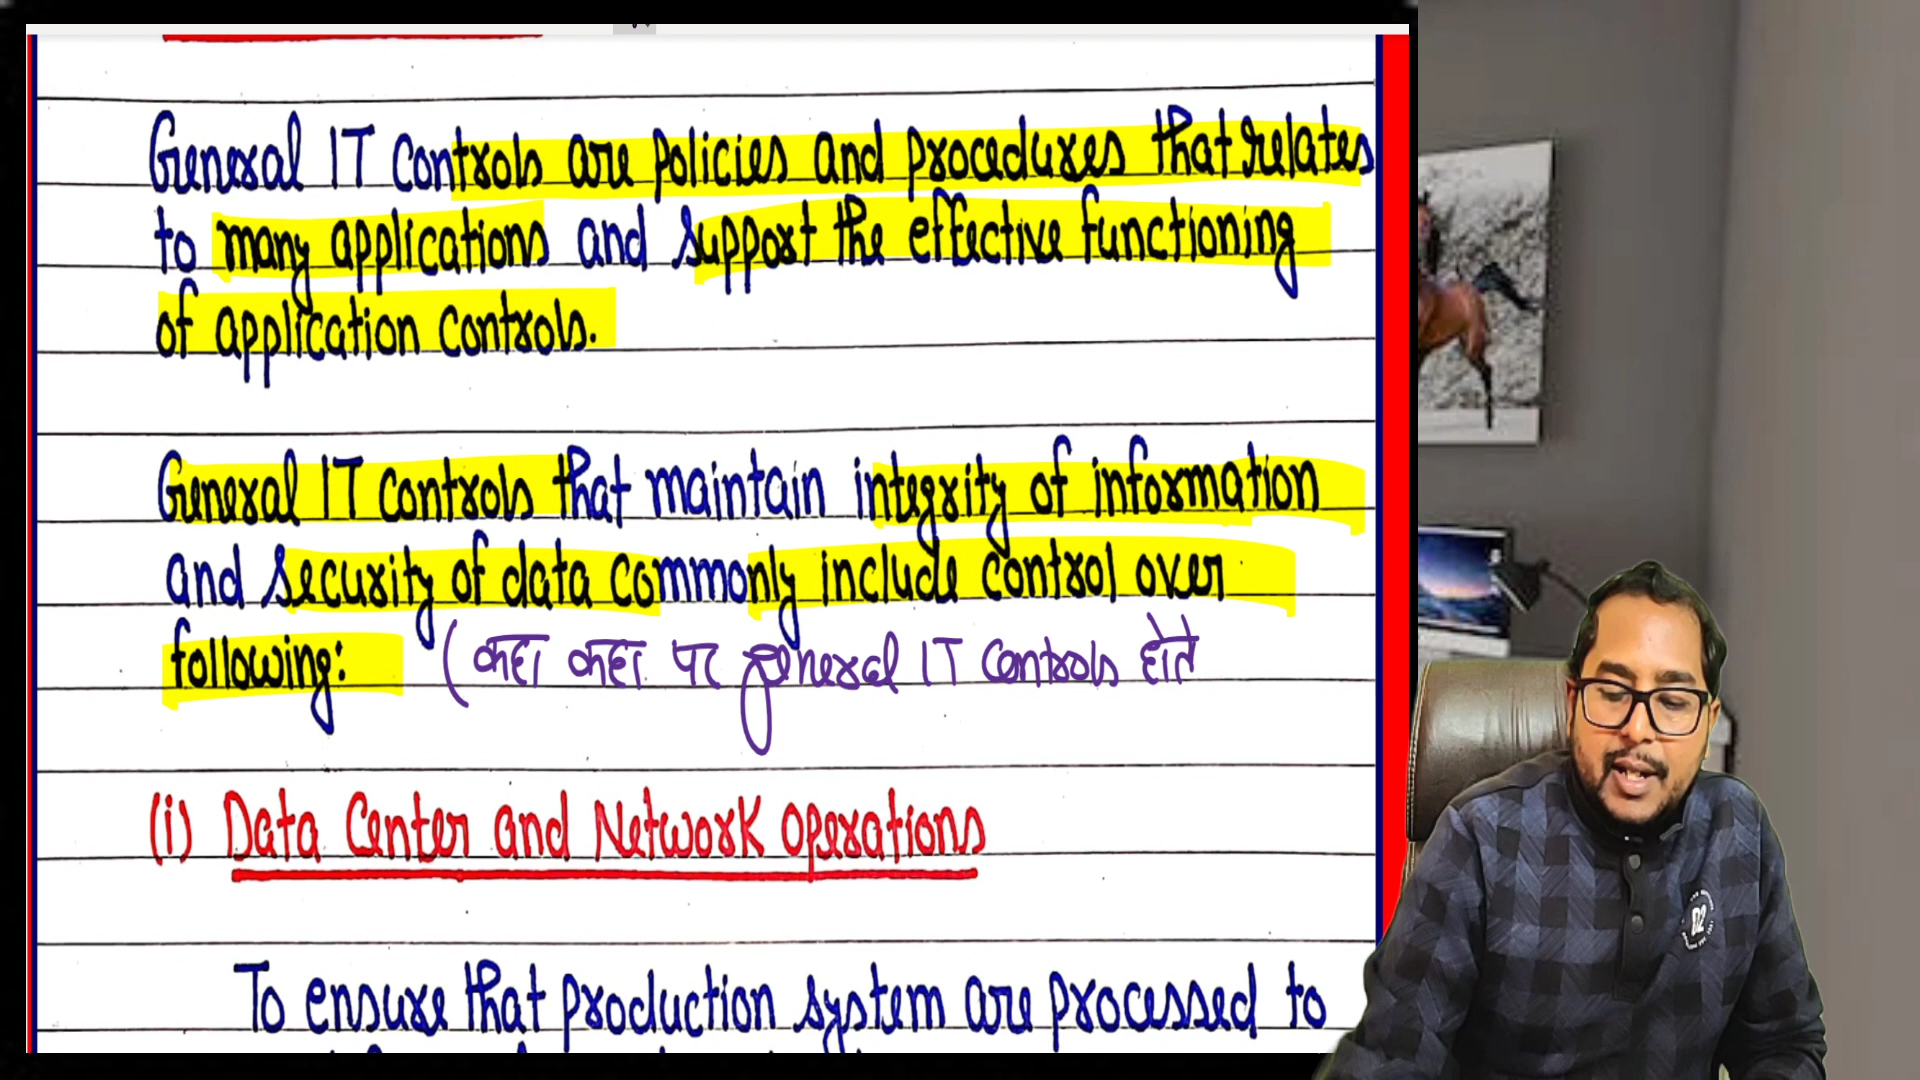 General IT Controls are policies and procedures that relates
to many applications and support the effective functioning
of application controls.
General IT controls that maintain integrity of information
and security of data commonly include control over
following: (कहा कहा पर general IT controls होते
(i) Data Center and Network operations
To ensure that production system are processed to
D2